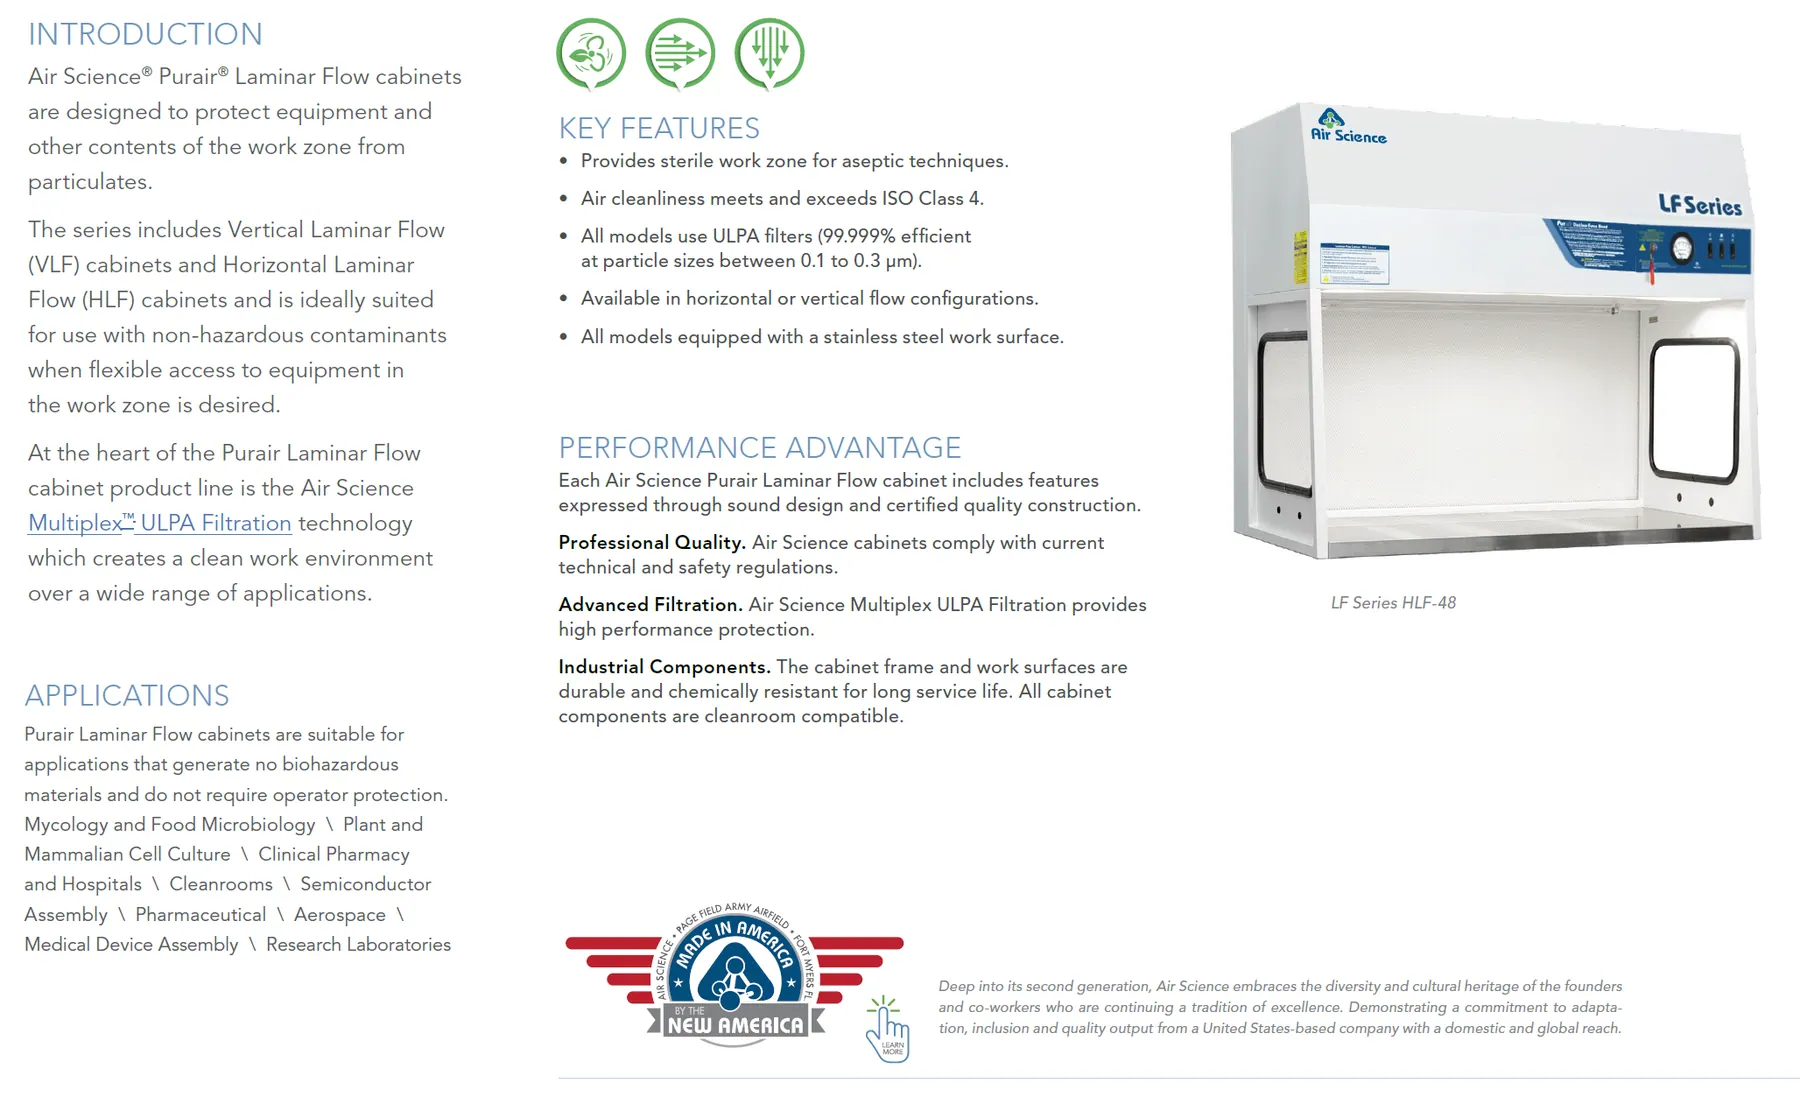 INTRODUCTION
Air Science® Purair® Laminar Flow cabinets
are designed to protect equipment and
other contents of the work zone from
particulates.
The series includes Vertical Laminar Flow
(VLF) cabinets and Horizontal Laminar
Flow (HLF) cabinets and is ideally suited
for use with non-hazardous contaminants
when flexible access to equipment in
the work zone is desired.
At the heart of the Purair Laminar Flow
cabinet product line is the Air Science
Multiplex™ ULPA Filtration technology
which creates a clean work environment
over a wide range of applications.
APPLICATIONS
Purair Laminar Flow cabinets are suitable for
applications that generate no biohazardous
materials and do not require operator protection.
Mycology and Food Microbiology \ Plant and
Mammalian Cell Culture \ Clinical Pharmacy
and Hospitals \ Cleanrooms \ Semiconductor
Assembly \ Pharmaceutical \ Aerospace \
Medical Device Assembly \ Research Laboratories
KEY FEATURES
• Provides sterile work zone for aseptic techniques.
• Air cleanliness meets and exceeds ISO Class 4.
• All models use ULPA filters (99.999% efficient
at particle sizes between 0.1 to 0.3 µm).
• Available in horizontal or vertical flow configurations.
• All models equipped with a stainless steel work surface.
PERFORMANCE ADVANTAGE
Each Air Science Purair Laminar Flow cabinet includes features
expressed through sound design and certified quality construction.
Professional Quality. Air Science cabinets comply with current
technical and safety regulations.
Advanced Filtration. Air Science Multiplex ULPA Filtration provides
high performance protection.
Industrial Components. The cabinet frame and work surfaces are
durable and chemically resistant for long service life. All cabinet
components are cleanroom compatible.
Air Science
LF Series
LF Series HLF-48
AIR SCIENCE • PAGE FIELD ARMY AIRFIELD • FORT MYERS FL
MADE IN AMERICA
BY THE
NEW AMERICA
LEARN
MORE
Deep into its second generation, Air Science embraces the diversity and cultural heritage of the founders
and co-workers who are continuing a tradition of excellence. Demonstrating a commitment to adapta-
tion, inclusion and quality output from a United States-based company with a domestic and global reach.